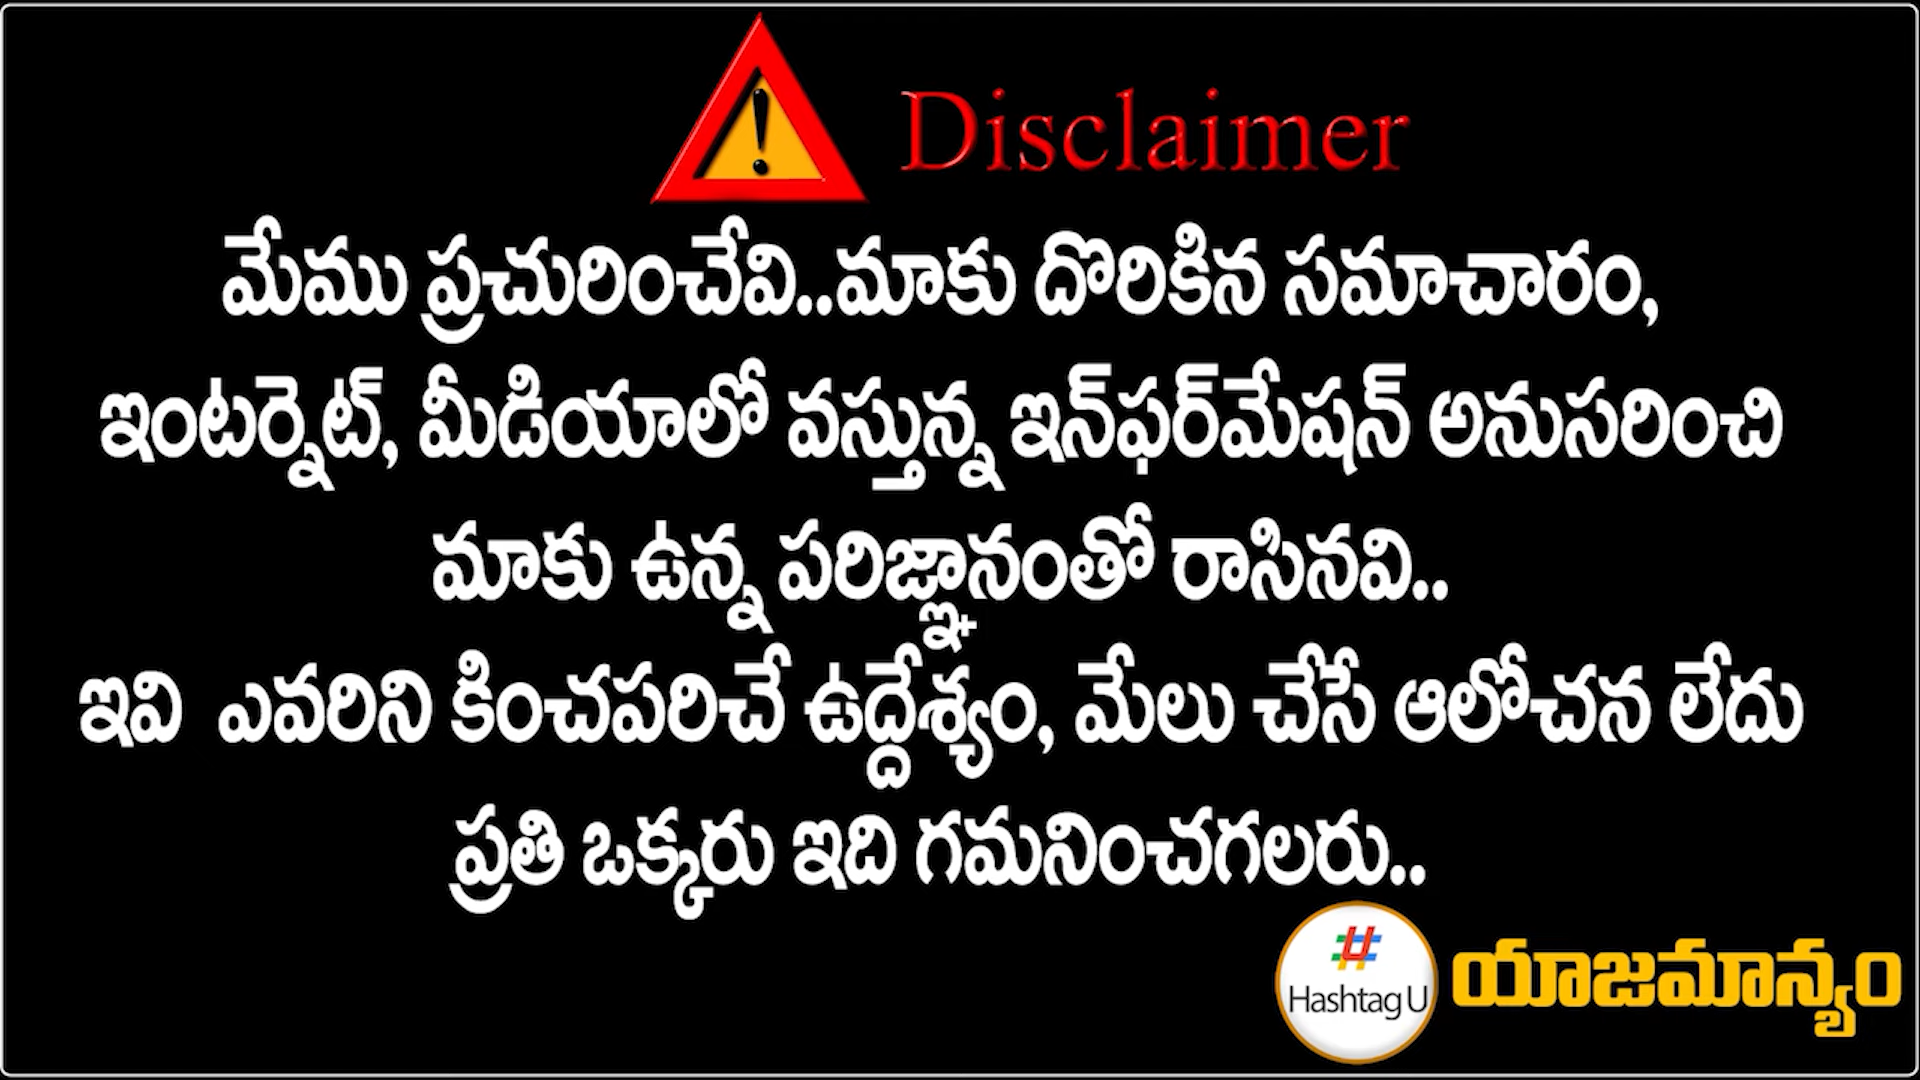 Disclaimer
మేము ప్రచురించేవి..మాకు దొరికిన సమాచారం,
ఇంటర్నెట్, మీడియాలో వస్తున్న ఇన్‌ఫర్‌మేషన్ అనుసరించి
మాకు ఉన్న పరిజ్ఞానంతో రాసినవి..
ఇవి ఎవరిని కించపరిచే ఉద్దేశ్యం, మేలు చేసే ఆలోచన లేదు
ప్రతి ఒక్కరు ఇది గమనించగలరు..
Hashtag U యాజమాన్యం